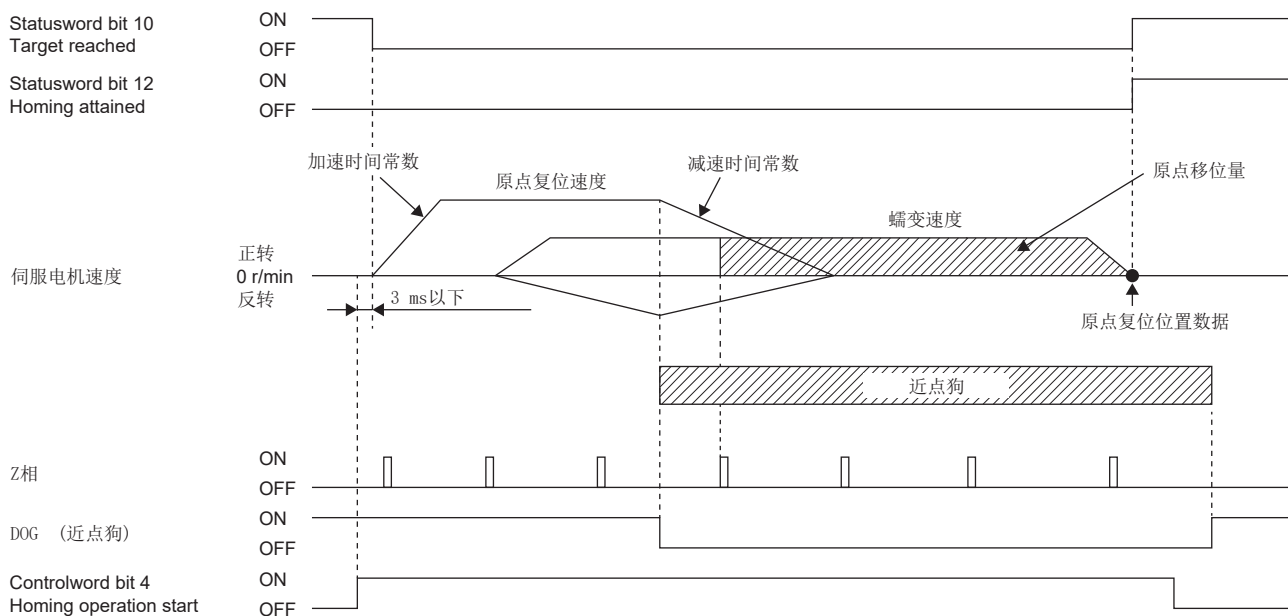 Statusword bit 10
Target reached
ON
OFF
Statusword bit 12
Homing attained
ON
OFF
加速时间常数
原点复位速度
减速时间常数
原点移位量
蠕变速度
伺服电机速度
正转
0 r/min
反转
3 ms以下
原点复位位置数据
近点狗
Z相
ON
OFF
DOG (近点狗)
ON
OFF
Controlword bit 4
Homing operation start
ON
OFF